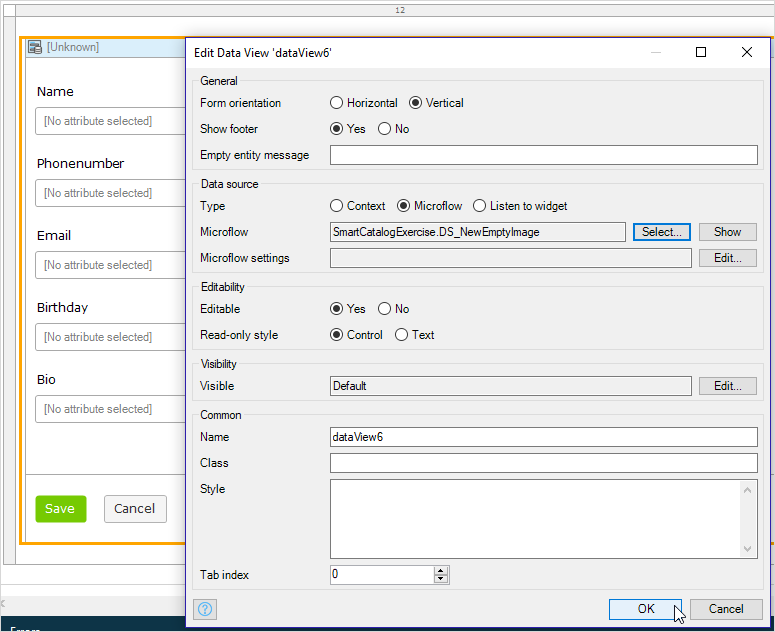 12
[Unknown]
Name
[No attribute selected]
Phonenumber
[No attribute selected]
Email
[No attribute selected]
Birthday
[No attribute selected]
Bio
[No attribute selected]
Save Cancel
Edit Data View 'dataView6'
General
Form orientation Horizontal Vertical
Show footer Yes No
Empty entity message
Data source
Type Context Microflow Listen to widget
Microflow SmartCatalogExercise.DS_NewEmptyImage Select... Show
Microflow settings Edit...
Editability
Editable Yes No
Read-only style Control Text
Visibility
Visible Default Edit...
Common
Name dataView6
Class
Style
Tab index 0
? OK Cancel